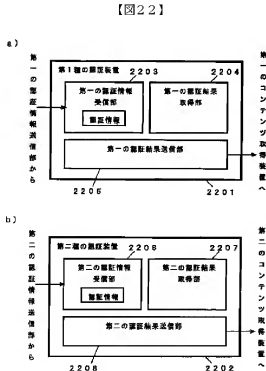 【図22】
a)
第一の認証情報送信部から
第1種の認証装置
2203
2204
第一の認証情報
受信部
認証情報
第一の認証結果
取得部
第一の認証結果送信部
2205
2201
第一のコンテンツ取得装置へ
b)
第二の認証情報送信部から
第二種の認証装置
2206
2207
第二の認証情報
受信部
認証情報
第二の認証結果
取得部
第二の認証結果送信部
2208
2202
第二のコンテンツ取得装置へ